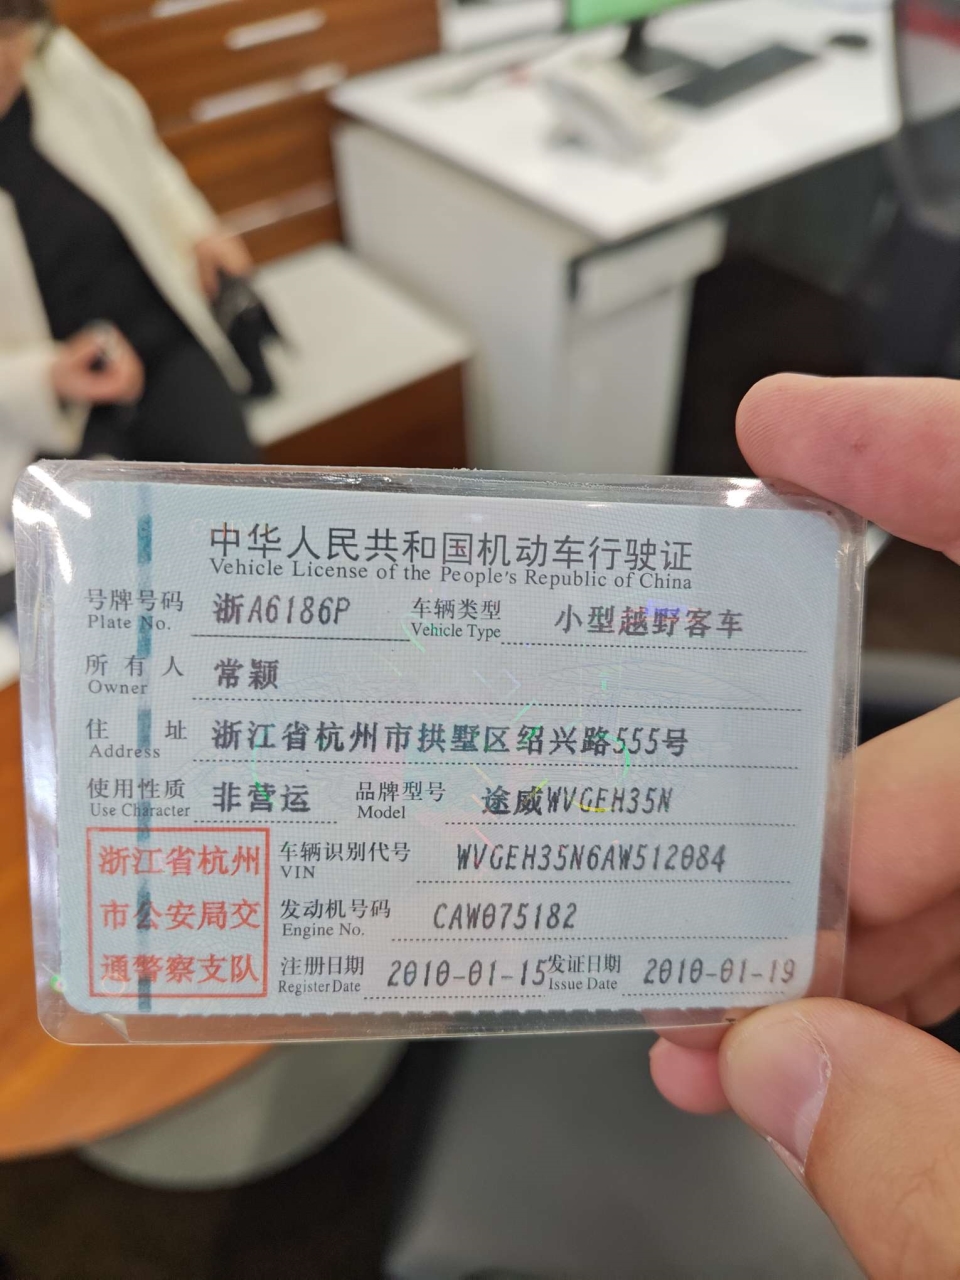 中华人民共和国机动车行驶证
Vehicle License of the People's Republic of China
号牌号码 浙A6186P 车辆类型 小型越野客车
Plate No. Vehicle Type
所有人 常颖
Owner
住址 浙江省杭州市拱墅区绍兴路555号
Address
使用性质 非营运 品牌型号 途威WVGEH35N
Use Character Model
浙江省杭州
市公安局交
通警察支队
车辆识别代号 WVGEH35N6AW512084
VIN
发动机号码 CAW075182
Engine No.
注册日期 2010-01-15 发证日期 2010-01-19
Register Date Issue Date